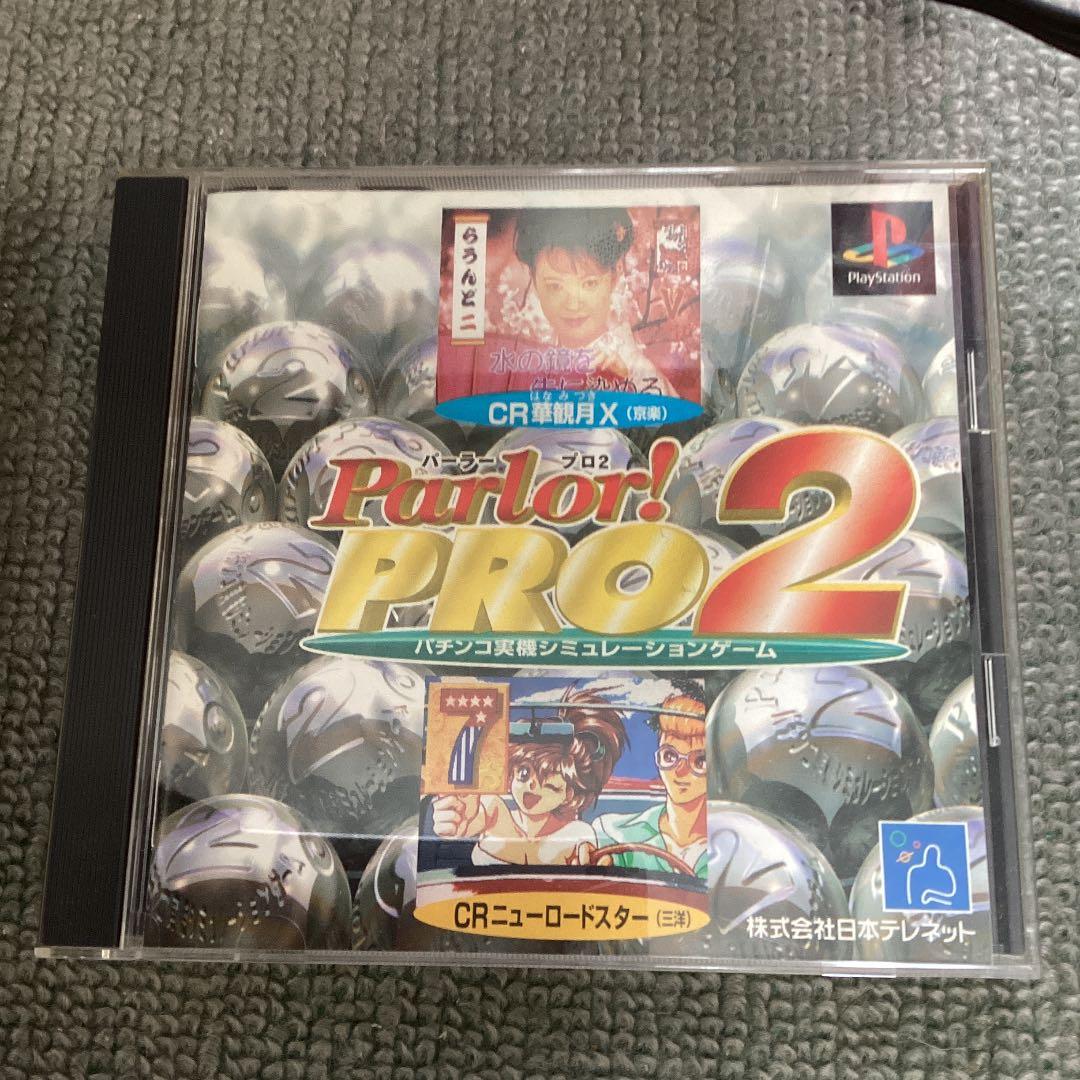 らうんど二
PlayStation
水の鏡を
はなみつき
CR華観月X(京楽)
パーラー プロ2
Parlor!
PRO2
パチンコ実機シミュレーションゲーム
7
CRニューロードスター(三洋)
株式会社日本テレネット